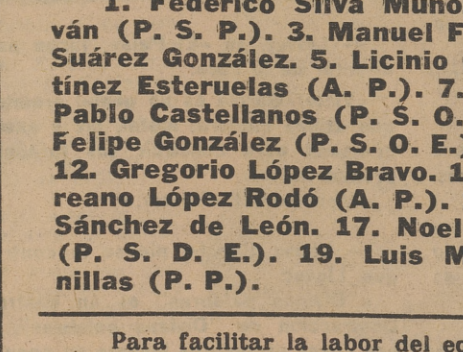 1. Federico Silva Muño
ván (P. S. P.). 3. Manuel F
Suárez González. 5. Licinio
tínez Esteruelas (A. P.). 7.
Pablo Castellanos (P. S. O.
Felipe González (P. S. O. E.)
12. Gregorio López Bravo. 1
reano López Rodó (A. P.).
Sánchez de León. 17. Noel
(P. S. D. E.). 19. Luis M
nillas (P. P.).
Para facilitar la labor del eq